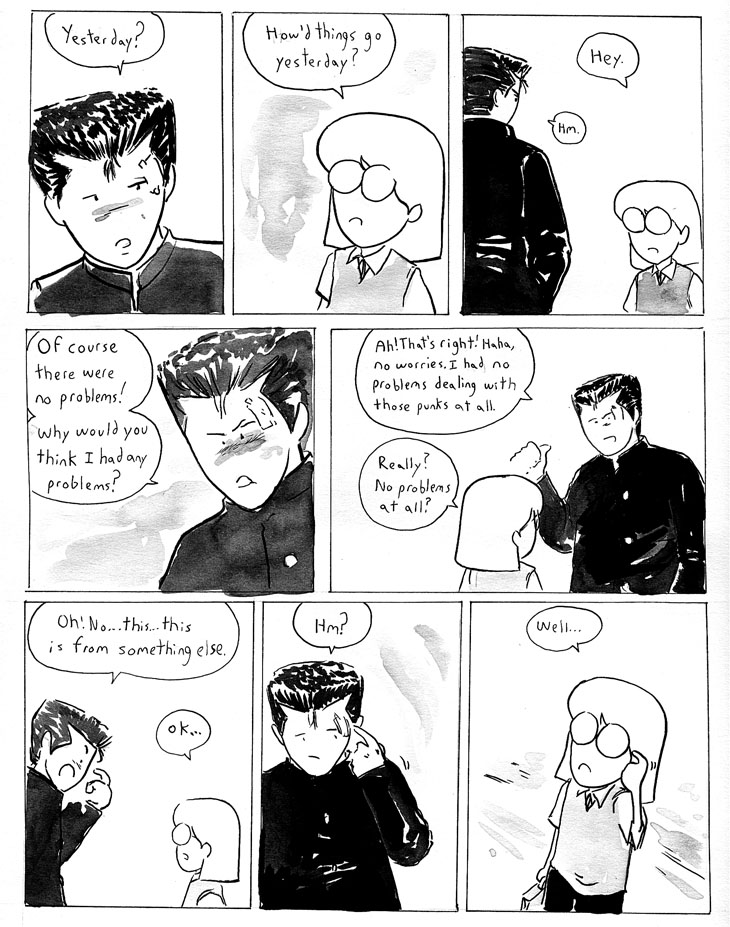 Hey.
Hm.
How'd things go
yesterday?
Yesterday?
Ah! That's right! Haha,
no worries. I had no
problems dealing with
those punks at all.
Really?
No problems
at all?
Of course
there were
no problems!
Why would you
think I had any
problems?
Well...
Hm?
Oh! No...this...this
is from something else.
OK...